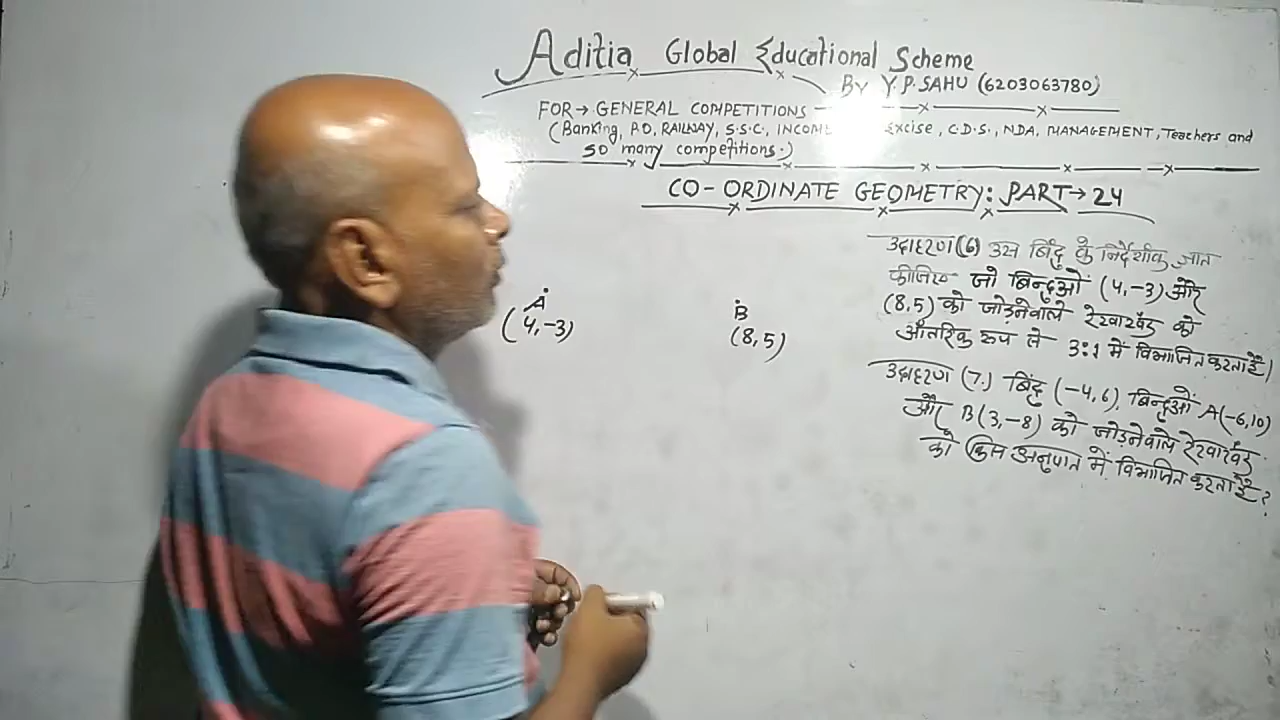 Aditia Global Educational Scheme
By Y.P. SAHU (6203063780)
FOR → GENERAL COMPETITIONS
(Banking, P.O, RAILWAY, S.S.C., INCOME Excise, C.D.S., NDA, MANAGEMENT, Teachers and
so many competitions.)
CO-ORDINATE GEOMETRY: PART → 24
उदाहरण (6) उस बिंदु के निर्देशांक ज्ञात
कीजिए जो बिन्दुओं (4,-3) और
(8,5) को जोड़नेवाले रेखाखंड को
आंतरिक रूप से 3:1 में विभाजित करता है।
उदाहरण (7.) बिंदु (-4,6), बिन्दुओं A(-6,10)
और B(3,-8) को जोड़नेवाले रेखाखंड
को किस अनुपात में विभाजित करता है?
A
(4,-3)
B
(8,5)